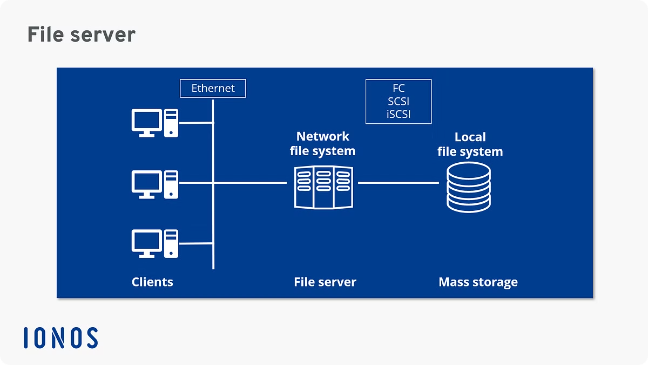 File server
Ethernet
FC
SCSI
iSCSI
Network
file system
Local
file system
Clients
File server
Mass storage
IONOS